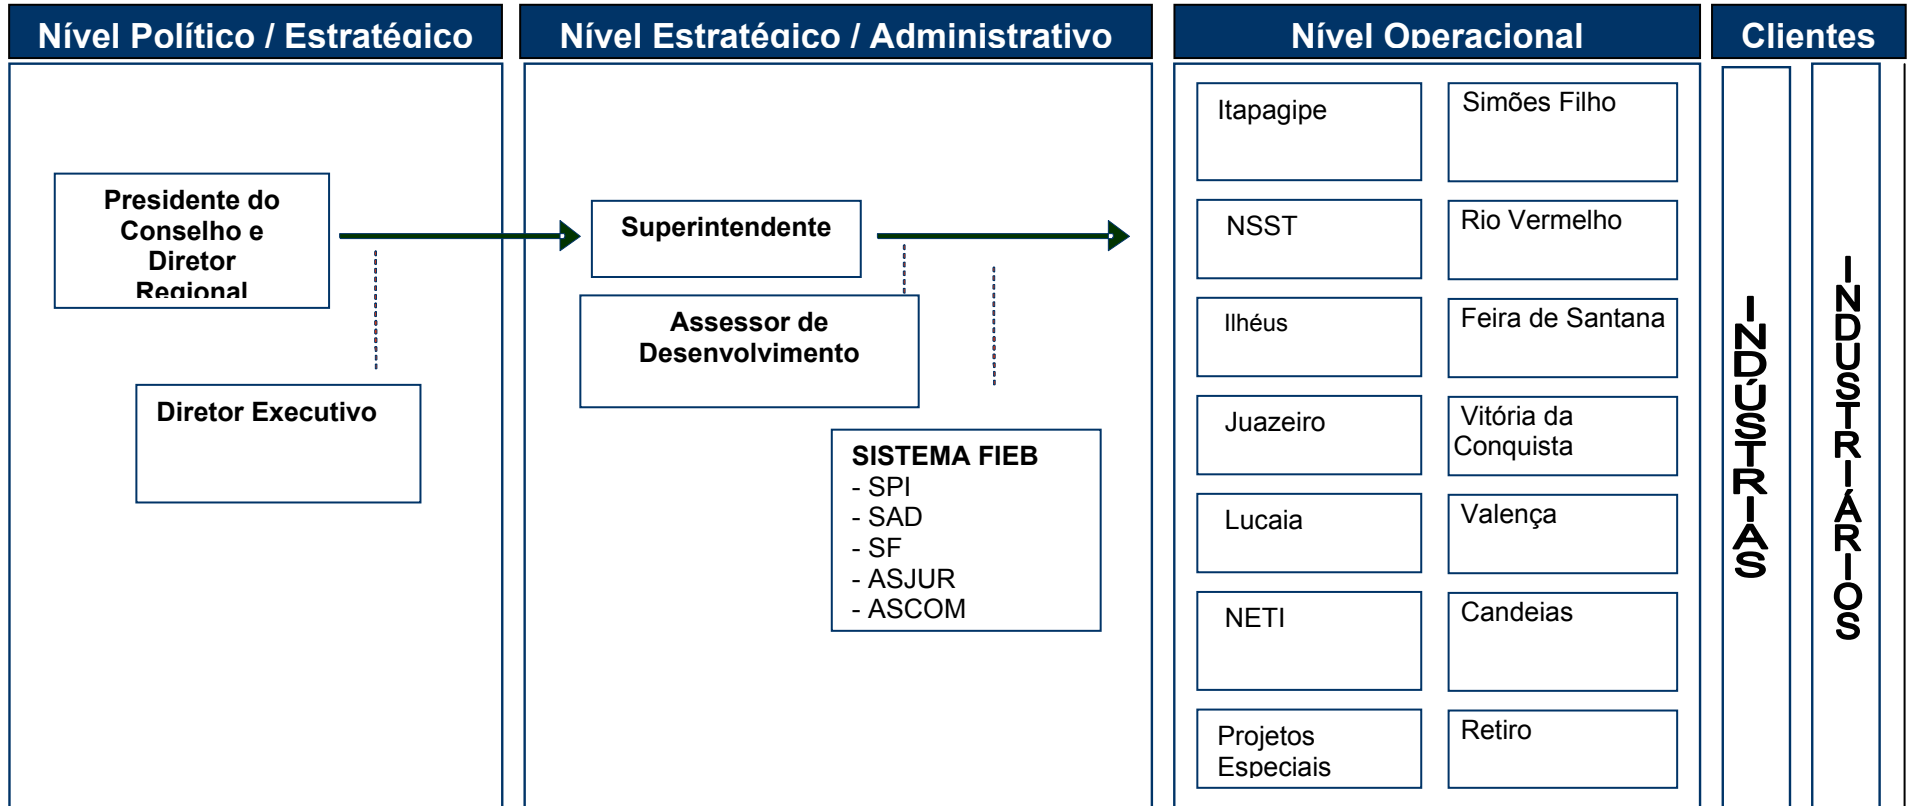 Nível Político / Estratégico
Presidente do
Conselho e
Diretor
Regional
Diretor Executivo
Nível Estratégico / Administrativo
Superintendente
Assessor de
Desenvolvimento
SISTEMA FIEB
- SPI
- SAD
- SF
- ASJUR
- ASCOM
Nível Operacional
Itapagipe
Simões Filho
NSST
Rio Vermelho
Ilhéus
Feira de Santana
Juazeiro
Vitória da
Conquista
Lucaia
Valença
NETI
Candeias
Projetos
Especiais
Retiro
Clientes
INDÚSTRIAS
INDUSTRIÁRIOS